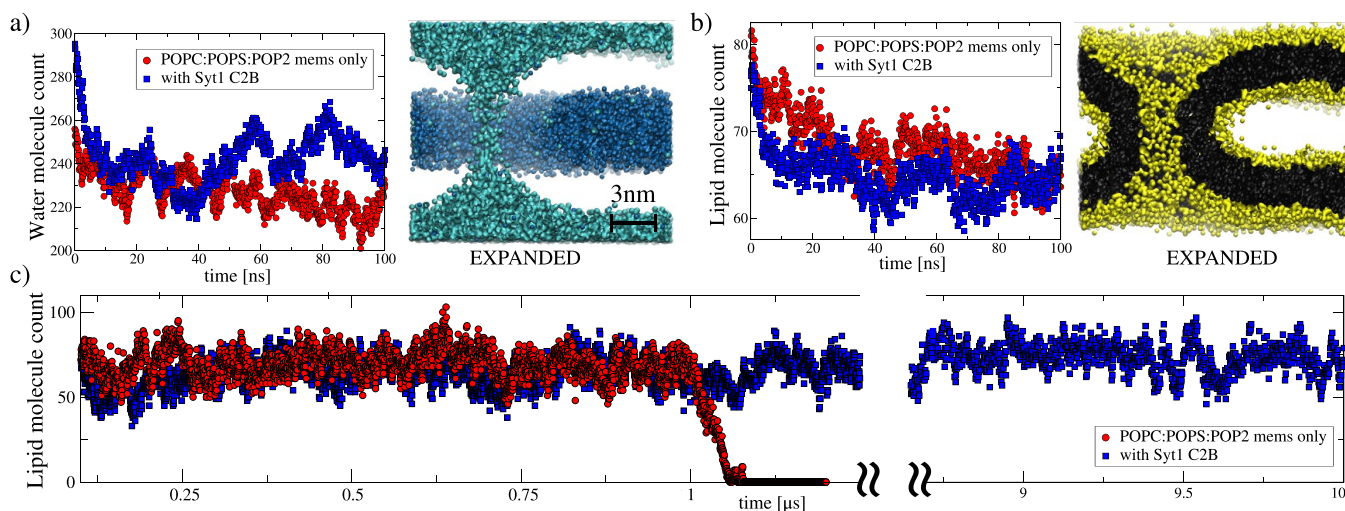 a)
Water molecule count
300
280
260
240
220
200
POPC:POPS:POP2 mems only
with Syt1 C2B
0
20
40
60
80
100
time [ns]
3nm
EXPANDED
b)
Lipid molecule count
80
75
70
65
60
POPC:POPS:POP2 mems only
with Syt1 C2B
0
20
40
60
80
100
time [ns]
EXPANDED
c)
Lipid molecule count
100
50
0
0.25
0.5
0.75
1
time [µs]
9
9.5
10
POPC:POPS:POP2 mems only
with Syt1 C2B